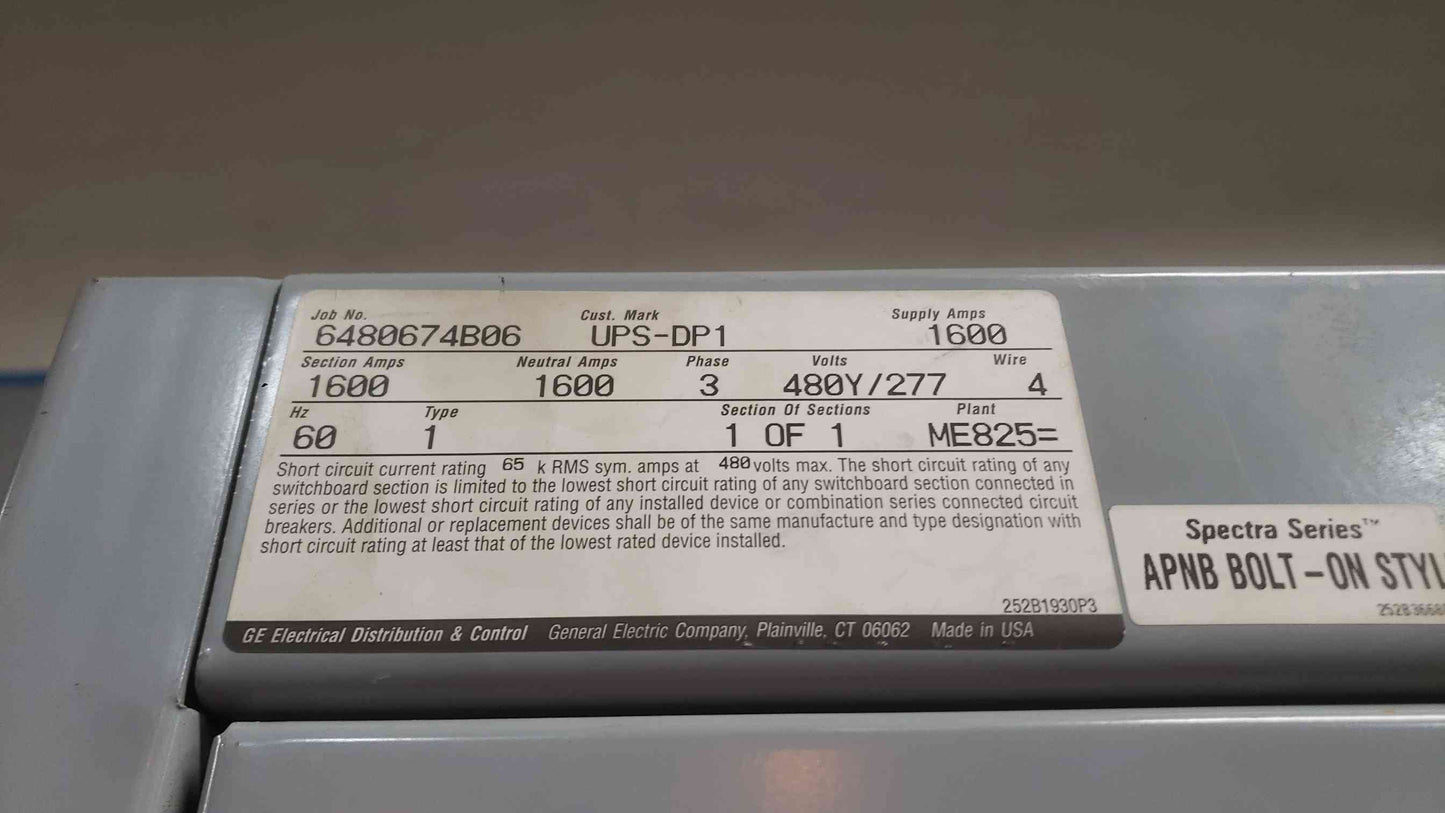 Job No. Cust. Mark Supply Amps
6480674B06 UPS-DP1 1600
Section Amps Neutral Amps Phase Volts Wire
1600 1600 3 480Y/277 4
Hz Type Section Of Sections Plant
60 1 1 OF 1 ME825=
Short circuit current rating 65 k RMS sym. amps at 480 volts max. The short circuit rating of any
switchboard section is limited to the lowest short circuit rating of any switchboard section connected in
series or the lowest short circuit rating of any installed device or combination series connected circuit
breakers. Additional or replacement devices shall be of the same manufacture and type designation with
short circuit rating at least that of the lowest rated device installed.
252B1930P3
GE Electrical Distribution & Control General Electric Company, Plainville, CT 06062 Made in USA
Spectra Series™
APNB BOLT-ON